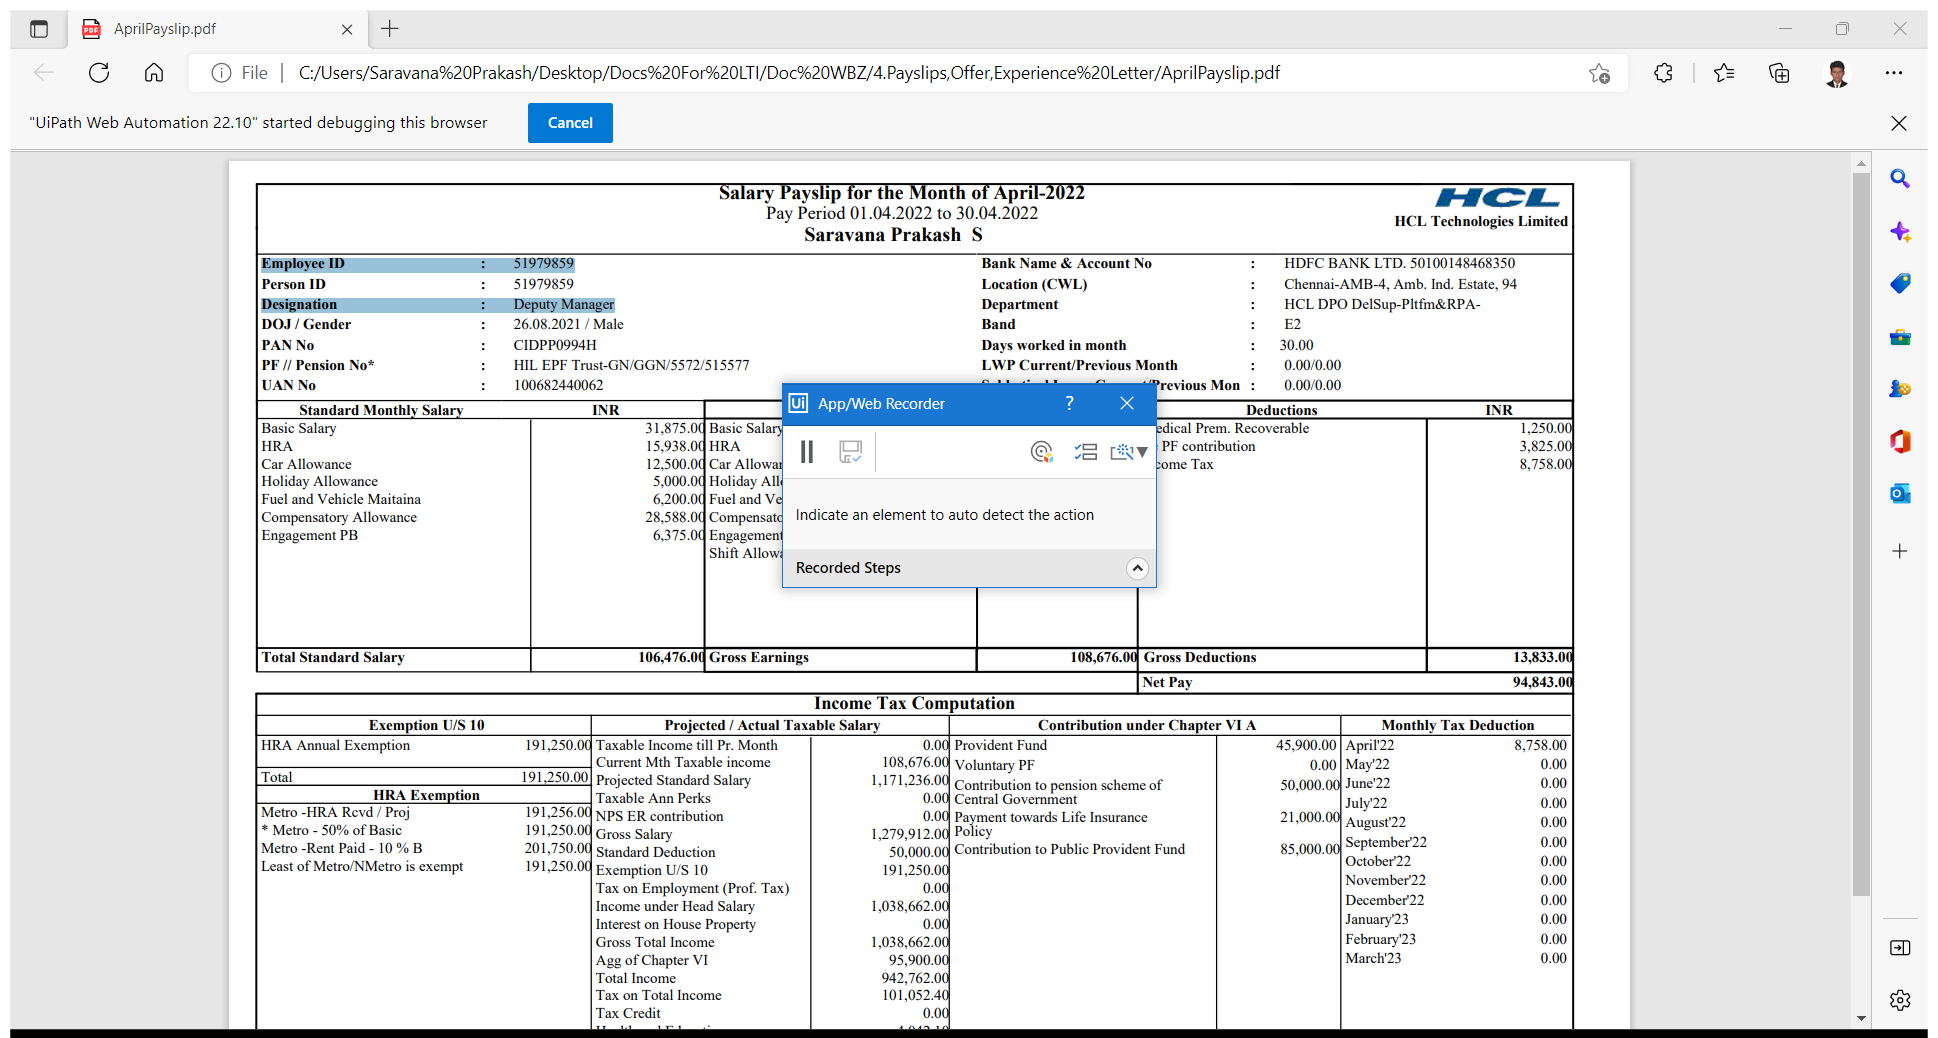 AprilPayslip.pdf
File C:/Users/Saravana%20Prakash/Desktop/Docs%20For%20LTI/Doc%20WBZ/4.Payslips,Offer,Experience%20Letter/AprilPayslip.pdf
"UiPath Web Automation 22.10" started debugging this browser Cancel
Salary Payslip for the Month of April-2022
Pay Period 01.04.2022 to 30.04.2022
Saravana Prakash S
HCL
HCL Technologies Limited
Employee ID : 51979859 Bank Name & Account No : HDFC BANK LTD. 50100148468350
Person ID : 51979859 Location (CWL) : Chennai-AMB-4, Amb. Ind. Estate, 94
Designation : Deputy Manager Department : HCL DPO DelSup-Pltfm&RPA-
DOJ / Gender : 26.08.2021 / Male Band : E2
PAN No : CIDPP0994H Days worked in month : 30.00
PF // Pension No* : HIL EPF Trust-GN/GGN/5572/515577 LWP Current/Previous Month : 0.00/0.00
UAN No : 100682440062 Previous Mon : 0.00/0.00
Standard Monthly Salary INR Deductions INR
Basic Salary 31,875.00 Basic Salary Prem. Recoverable 1,250.00
HRA 15,938.00 HRA PF contribution 3,825.00
Car Allowance 12,500.00 Car Tax 8,758.00
Holiday Allowance 5,000.00 Holiday
Fuel and Vehicle Maitaina 6,200.00 Fuel and
Compensatory Allowance 28,588.00
Engagement PB 6,375.00 Engagement
Shift
App/Web Recorder ?
Indicate an element to auto detect the action
Recorded Steps
Total Standard Salary 106,476.00 Gross Earnings 108,676.00 Gross Deductions 13,833.00
Net Pay 94,843.00
Income Tax Computation
Exemption U/S 10 Projected / Actual Taxable Salary Contribution under Chapter VI A Monthly Tax Deduction
HRA Annual Exemption 191,250.00
Total 191,250.00
HRA Exemption
Metro -HRA Rcvd / Proj 191,256.00
* Metro - 50% of Basic 191,250.00
Metro -Rent Paid - 10 % B 201,750.00
Least of Metro/NMetro is exempt 191,250.00
Taxable Income till Pr. Month 0.00
Current Mth Taxable income 108,676.00
Projected Standard Salary 1,171,236.00
Taxable Ann Perks 0.00
NPS ER contribution 0.00
Gross Salary 1,279,912.00
Standard Deduction 50,000.00
Exemption U/S 10 191,250.00
Tax on Employment (Prof. Tax) 0.00
Income under Head Salary 1,038,662.00
Interest on House Property 0.00
Gross Total Income 1,038,662.00
Agg of Chapter VI 95,900.00
Total Income 942,762.00
Tax on Total Income 101,052.40
Tax Credit 0.00
Provident Fund 45,900.00
Voluntary PF 0.00
Contribution to pension scheme of 50,000.00
Central Government
Payment towards Life Insurance 21,000.00
Policy
Contribution to Public Provident Fund 85,000.00
April'22 8,758.00
May'22 0.00
June'22 0.00
July'22 0.00
August'22 0.00
September'22 0.00
October'22 0.00
November'22 0.00
December'22 0.00
January'23 0.00
February'23 0.00
March'23 0.00